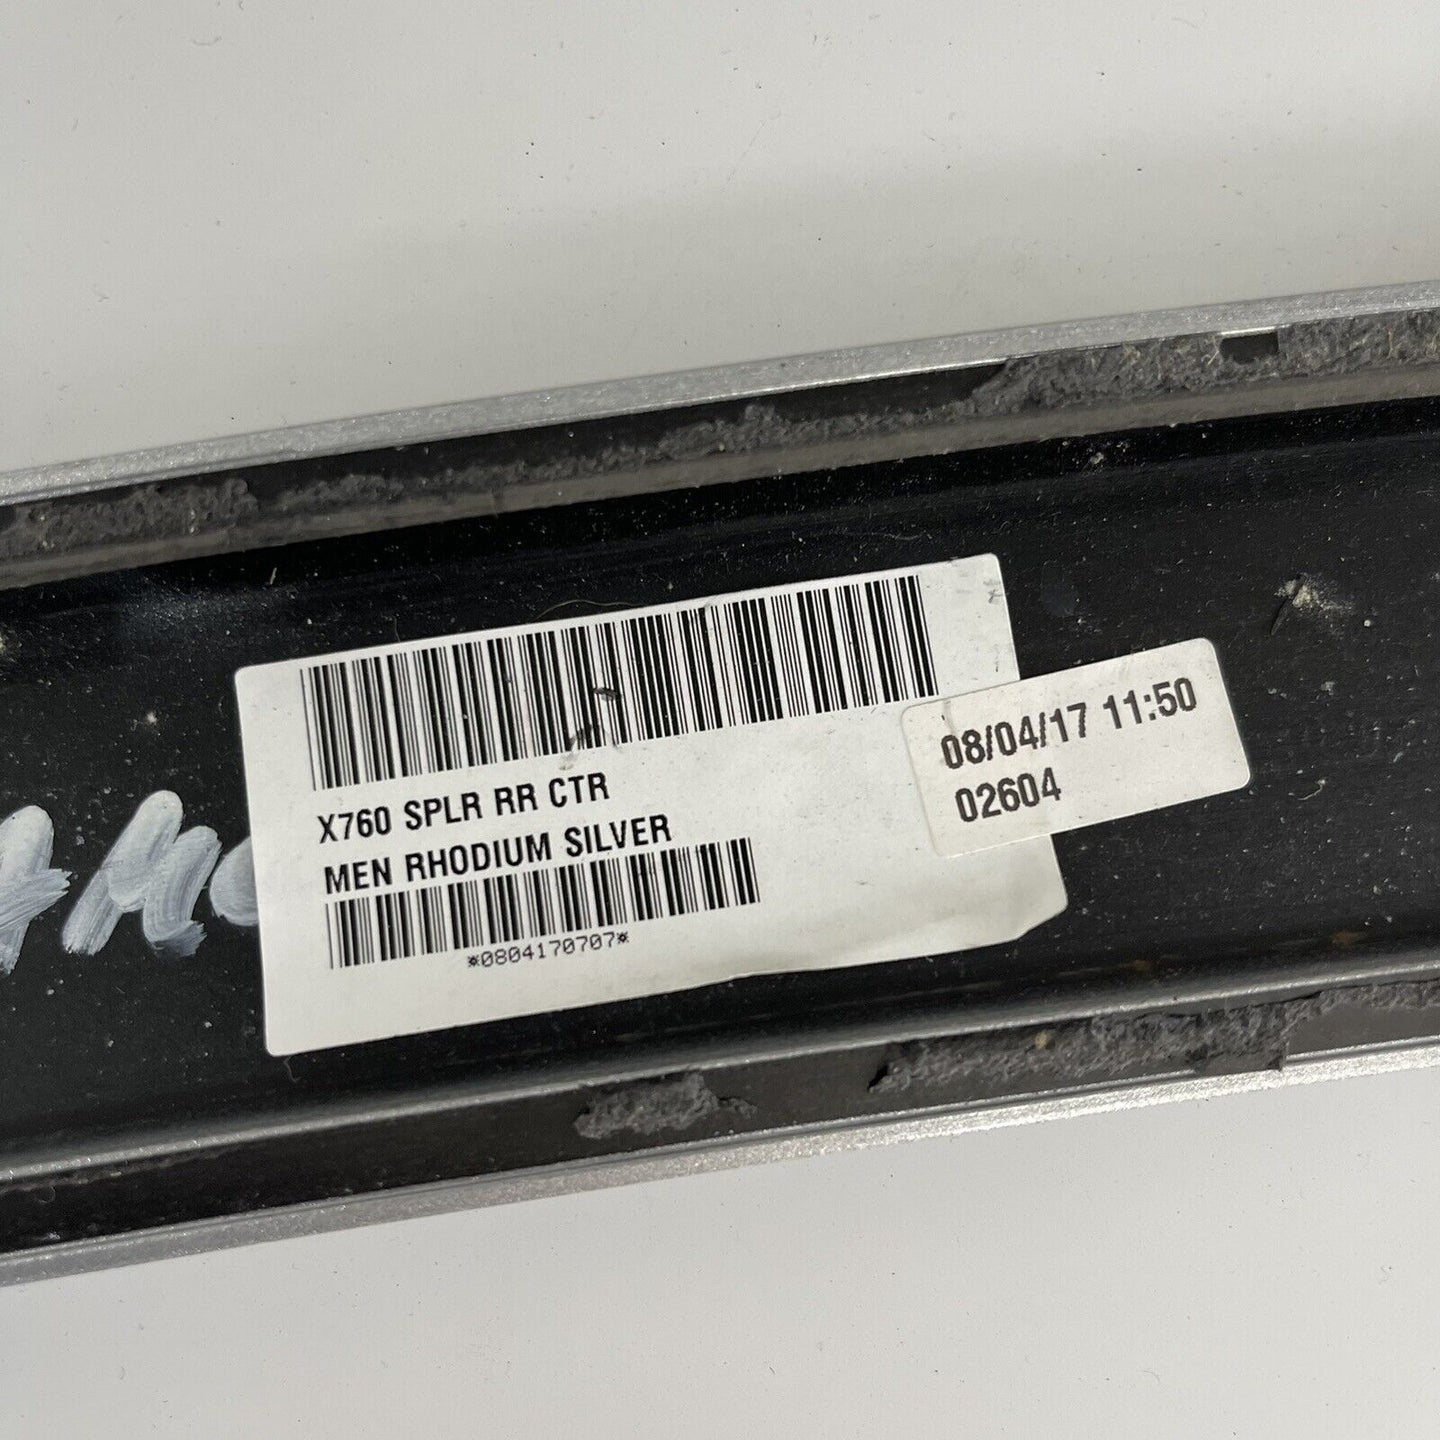 X760 SPLR RR CTR
MEN RHODIUM SILVER
*0804170707*
08/04/17 11:50
02604